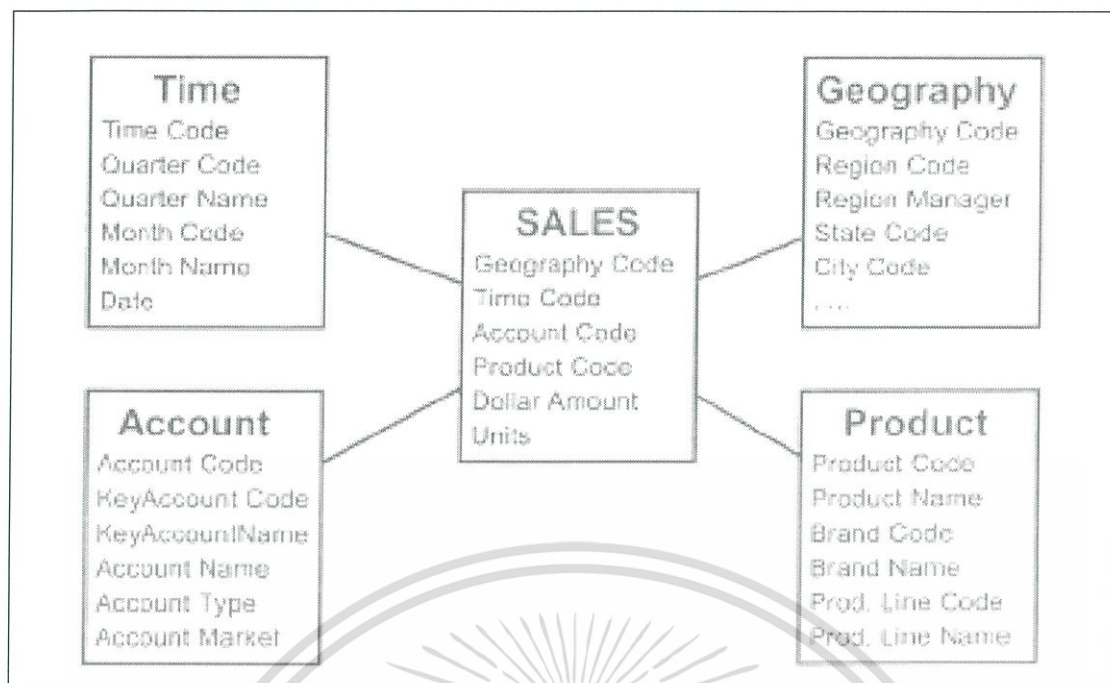 Time
Time Code
Quarter Code
Quarter Name
Month Code
Month Name
Date
Geography
Geography Code
Region Code
Region Manager
State Code
City Code
....
SALES
Geography Code
Time Code
Account Code
Product Code
Dollar Amount
Units
Account
Account Code
KeyAccount Code
KeyAccountName
Account Name
Account Type
Account Market
Product
Product Code
Product Name
Brand Code
Brand Name
Prod. Line Code
Prod. Line Name